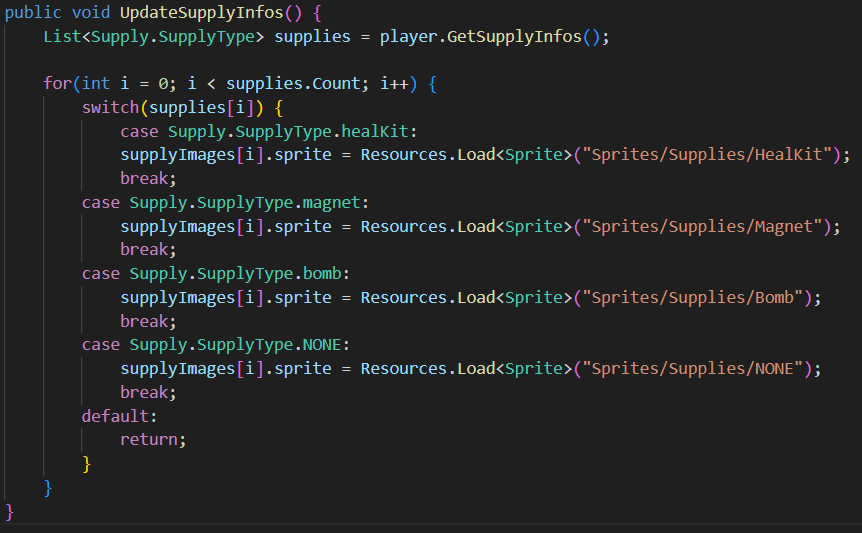 public void UpdateSupplyInfos() {
    List<Supply.SupplyType> supplies = player.GetSupplyInfos();

    for(int i = 0; i < supplies.Count; i++) {
        switch(supplies[i]) {
            case Supply.SupplyType.healKit:
            supplyImages[i].sprite = Resources.Load<Sprite>("Sprites/Supplies/HealKit");
            break;
        case Supply.SupplyType.magnet:
            supplyImages[i].sprite = Resources.Load<Sprite>("Sprites/Supplies/Magnet");
            break;
        case Supply.SupplyType.bomb:
            supplyImages[i].sprite = Resources.Load<Sprite>("Sprites/Supplies/Bomb");
            break;
        case Supply.SupplyType.NONE:
            supplyImages[i].sprite = Resources.Load<Sprite>("Sprites/Supplies/NONE");
            break;
        default:
            return;
        }
    }
}